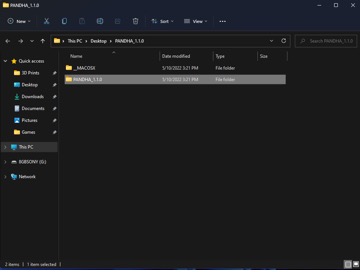 PANDHA_1.1.0
New
Sort
View
This PC > Desktop > PANDHA_1.1.0
Search PANDHA_1.1.0
Name Date modified Type Size
Quick access
3D Prints
Desktop
Downloads
Documents
Pictures
Games
This PC
8GBSONY (G:)
Network
__MACOSX 5/10/2022 5:21 PM File folder
PANDHA_1.1.0 5/10/2022 5:21 PM File folder
2 items 1 item selected